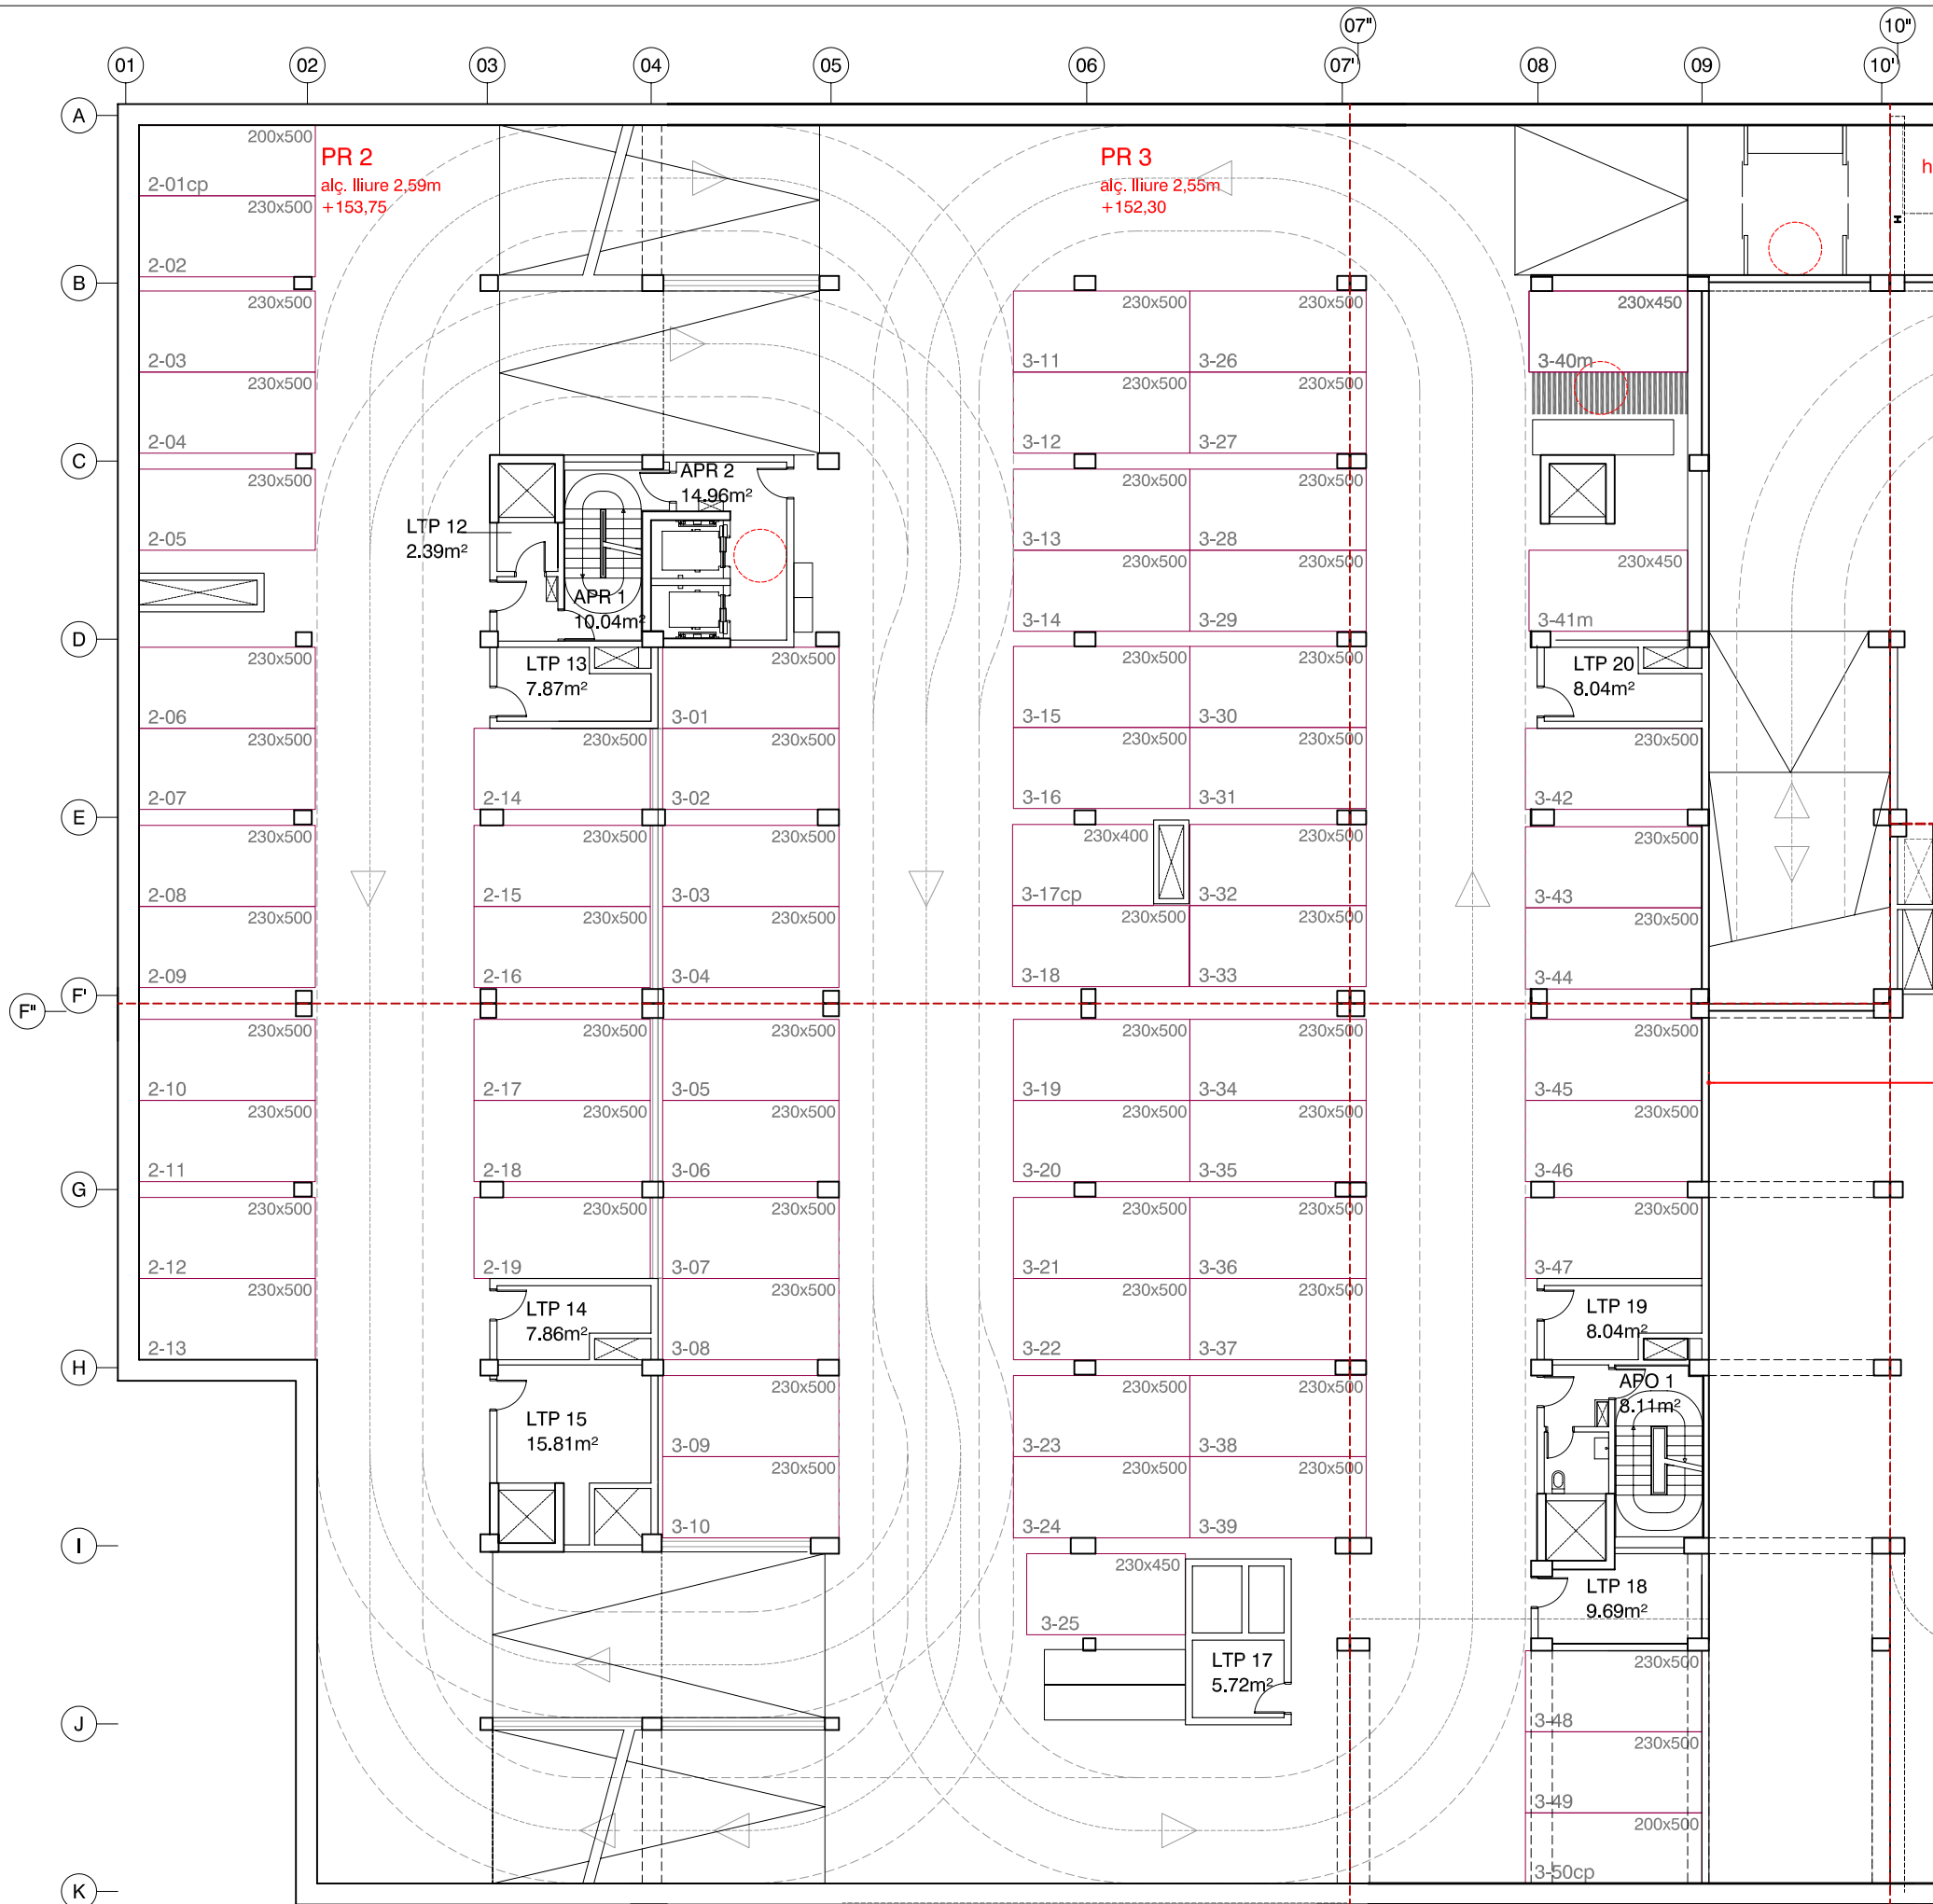 07"
10"
01
02
03
04
05
06
07'
08
09
10'
A
200x500
2-01cp
PR 2
alç. lliure 2,59m
+153,75
PR 3
alç. lliure 2,55m
+152,30
h
H
230x500
2-02
B
230x500
2-03
230x500
3-11
230x500
3-26
230x450
3-40m
230x500
2-04
230x500
3-12
230x500
3-27
C
230x500
2-05
APR 2
14.96m²
LTP 12
2.39m²
APR 1
10.04m²
230x500
3-13
230x500
3-28
230x500
3-14
230x500
3-29
230x450
3-41m
D
230x500
2-06
LTP 13
7.87m²
230x500
3-01
230x500
3-15
230x500
3-30
LTP 20
8.04m²
230x500
2-07
230x500
2-14
230x500
3-02
230x500
3-16
230x500
3-31
230x500
3-42
E
230x500
2-08
230x500
2-15
230x500
3-03
230x400
3-17cp
230x500
3-32
230x500
3-43
230x500
2-09
230x500
2-16
230x500
3-04
230x500
3-18
230x500
3-33
230x500
3-44
F'
F"
230x500
2-10
230x500
2-17
230x500
3-05
230x500
3-19
230x500
3-34
230x500
3-45
230x500
2-11
230x500
2-18
230x500
3-06
230x500
3-20
230x500
3-35
230x500
3-46
G
230x500
2-12
230x500
2-19
230x500
3-07
230x500
3-21
230x500
3-36
230x500
3-47
230x500
2-13
LTP 14
7.86m²
230x500
3-08
230x500
3-22
230x500
3-37
LTP 19
8.04m²
H
LTP 15
15.81m²
230x500
3-09
230x500
3-23
230x500
3-38
APO 1
8.11m²
230x500
3-10
230x500
3-24
230x500
3-39
I
230x450
3-25
LTP 18
9.69m²
LTP 17
5.72m²
230x500
3-48
J
230x500
3-49
200x500
3-50cp
K